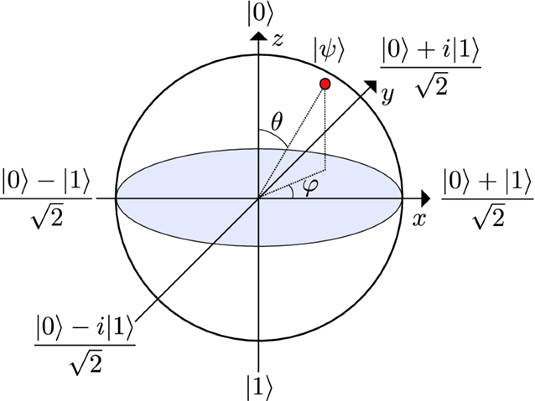 |0⟩
z
|ψ⟩
|0⟩ + i|1⟩
√2
y
θ
|0⟩ − |1⟩
√2
φ
|0⟩ + |1⟩
√2
x
|0⟩ − i|1⟩
√2
|1⟩